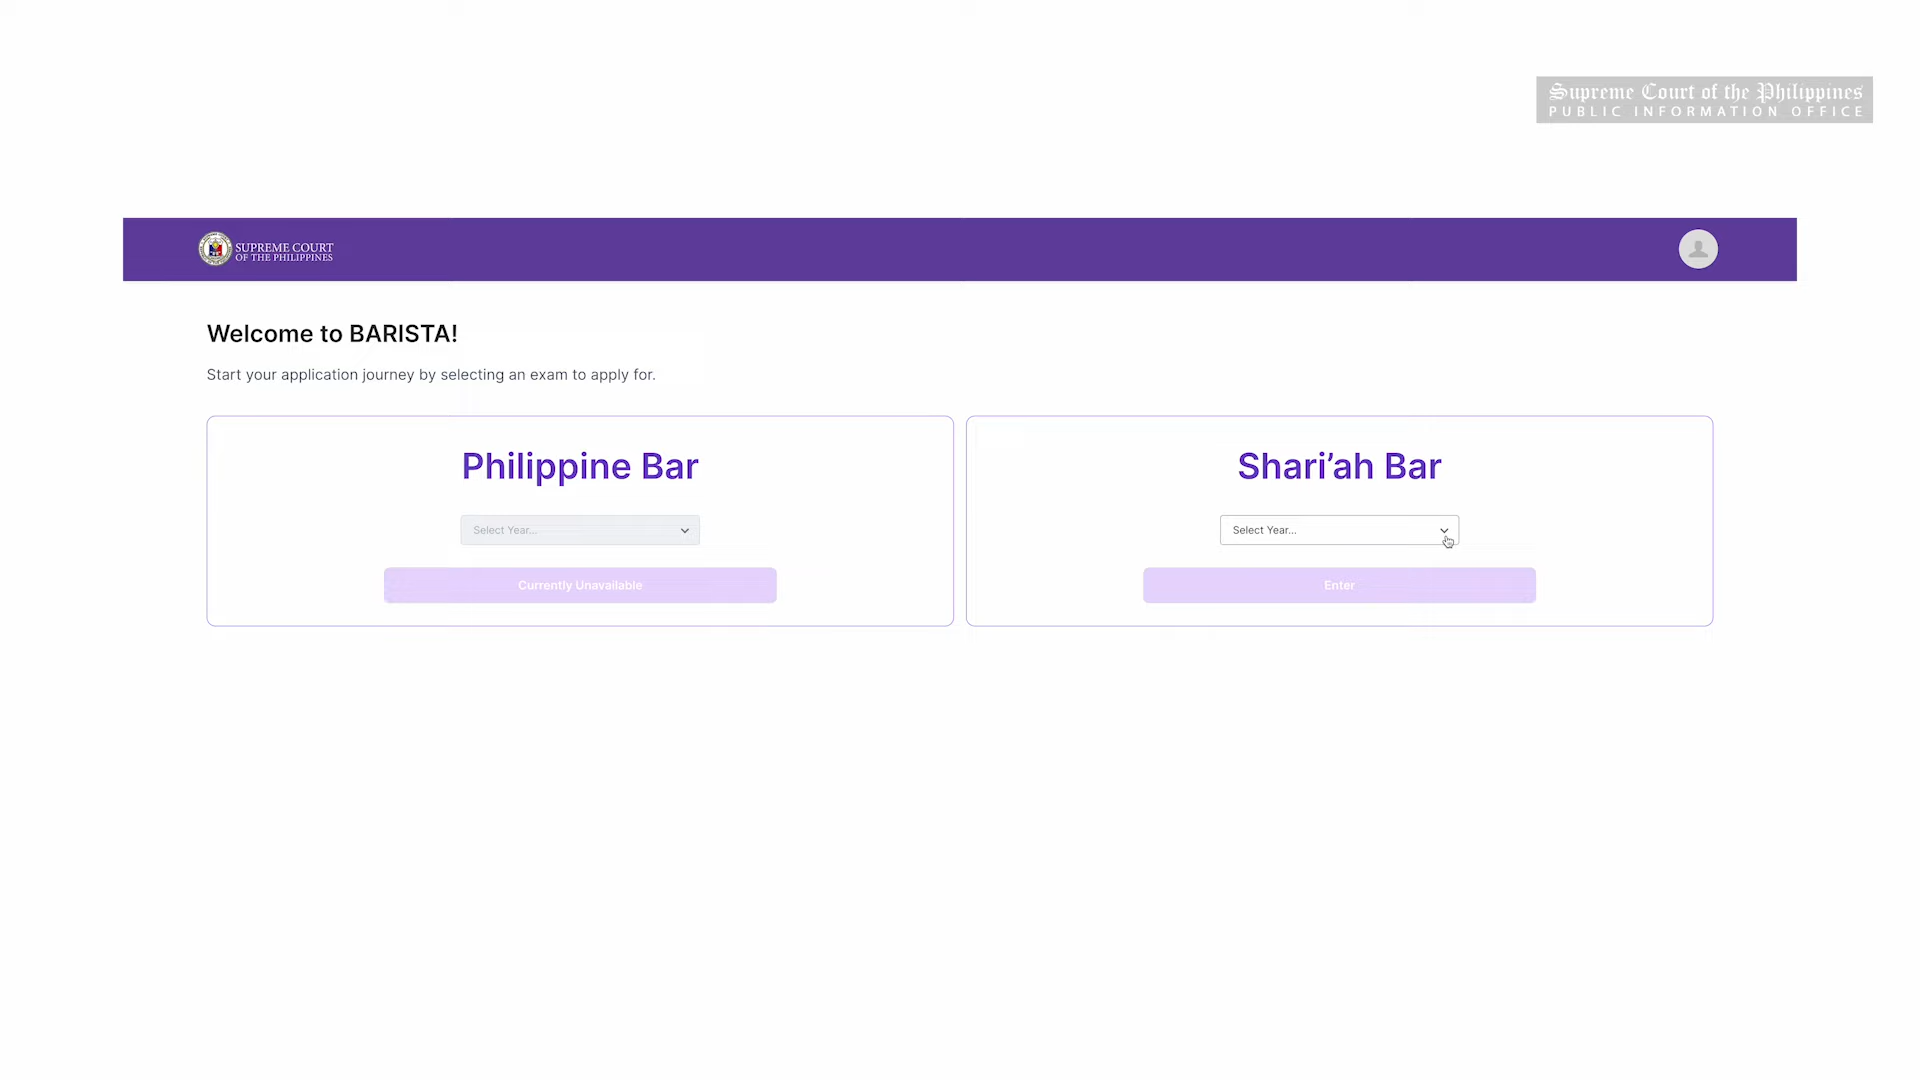 Supreme Court of the Philippines
PUBLIC INFORMATION OFFICE
SUPREME COURT
OF THE PHILIPPINES
Welcome to BARISTA!
Start your application journey by selecting an exam to apply for.
Philippine Bar
Select Year...
Currently Unavailable
Shari’ah Bar
Select Year...
Enter